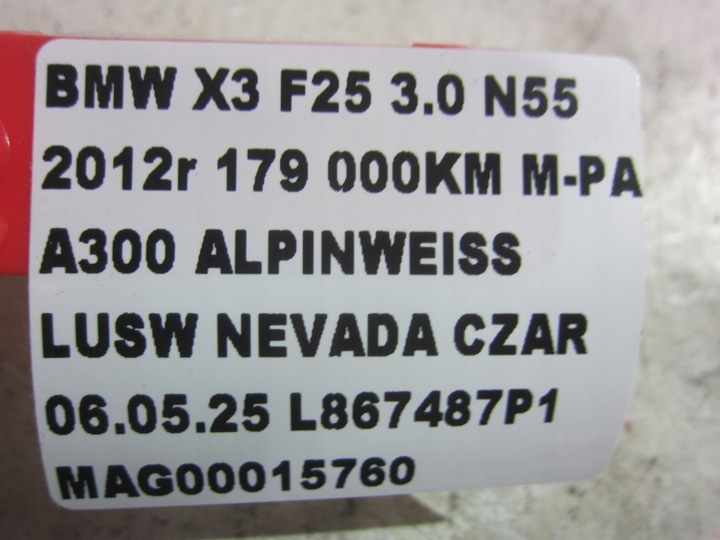 BMW X3 F25 3.0 N55
2012r 179 000KM M-PA
A300 ALPINWEISS
LUSW NEVADA CZAR
06.05.25 L867487P1
MAG00015760